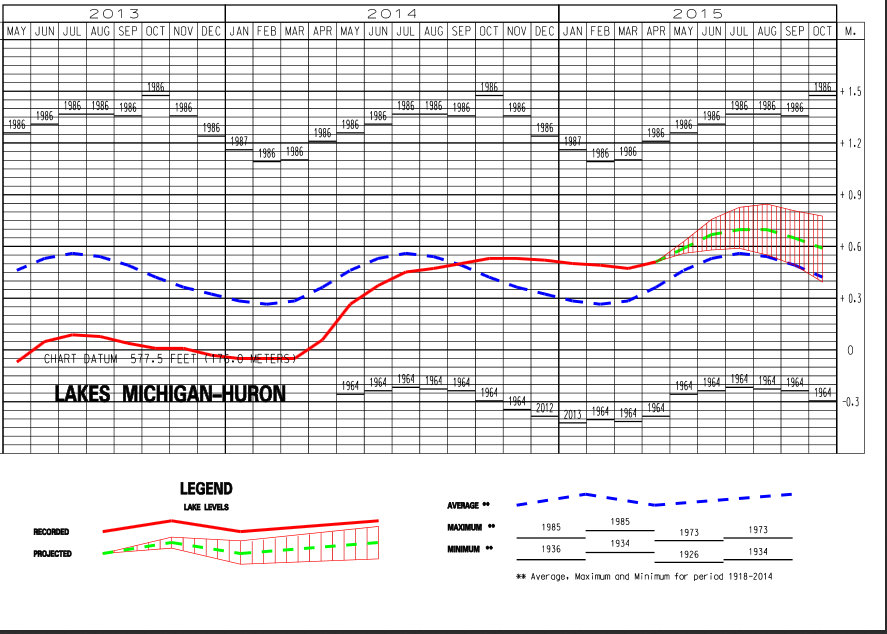 2013 2014 2015
MAY JUN JUL AUG SEP OCT NOV DEC JAN FEB MAR APR MAY JUN JUL AUG SEP OCT NOV DEC JAN FEB MAR APR MAY JUN JUL AUG SEP OCT M.
1986 1986 1986
+ 1.5
1986 1986 1986 1986 1986 1986 1986 1986 1986
1986 1986 1986
1986 1986 1986
1986 1986
1987 1986 1987 1986
+ 1.2
1986 1986 1986 1986
+ 0.9
+ 0.6
+ 0.3
0
CHART DATUM 577.5 FEET (176.0 METERS)
LAKES MICHIGAN-HURON
1964 1964 1964 1964 1964 1964 1964 1964 1964 1964 1964 1964
-0.3
1964 2012 2013 1964 1964 1964
LEGEND
LAKE LEVELS
RECORDED
PROJECTED
AVERAGE **
MAXIMUM ** 1985 1985 1973 1973
MINIMUM ** 1936 1934 1926 1934
** Average, Maximum and Minimum for period 1918-2014